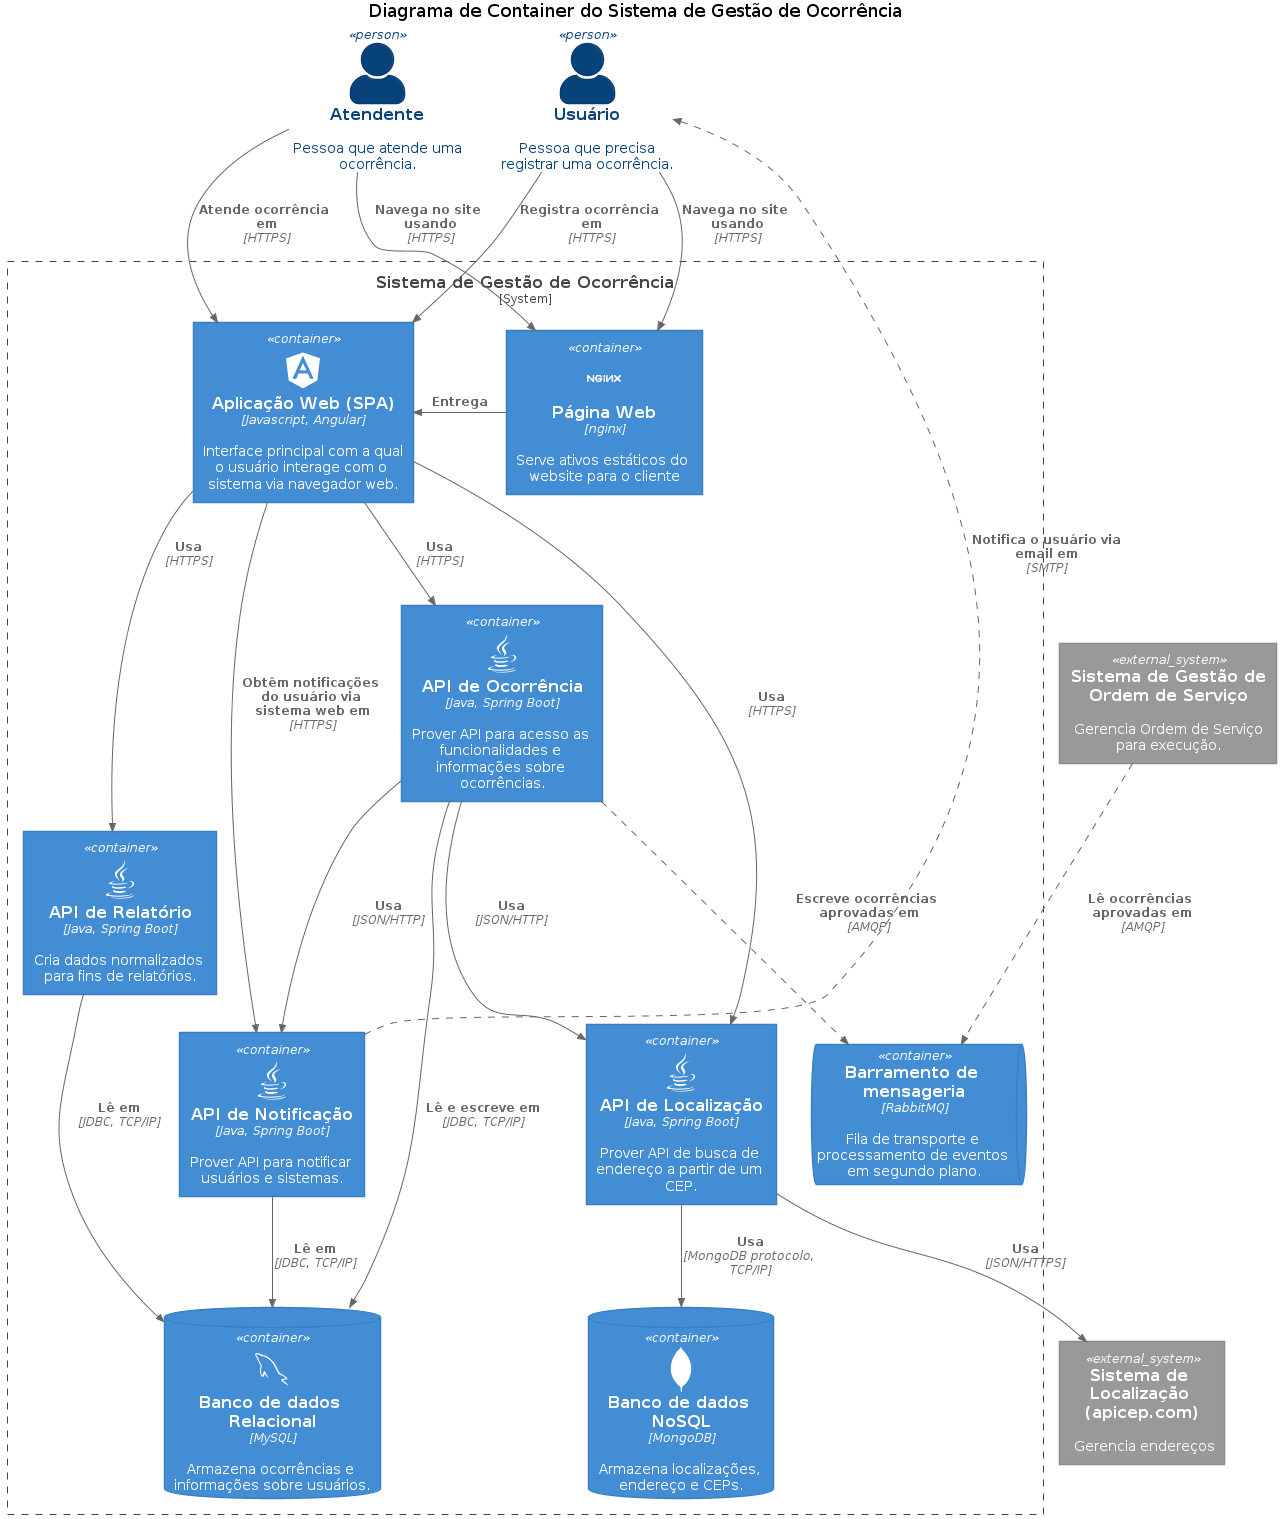 Diagrama de Container do Sistema de Gestão de Ocorrência
«person»
Atendente
Pessoa que atende uma
ocorrência.
«person»
Usuário
Pessoa que precisa
registrar uma ocorrência.
Atende ocorrência
em
[HTTPS]
Navega no site
usando
[HTTPS]
Registra ocorrência
em
[HTTPS]
Navega no site
usando
[HTTPS]
Sistema de Gestão de Ocorrência
[System]
«container»
Aplicação Web (SPA)
[Javascript, Angular]
Interface principal com a qual
o usuário interage com o
sistema via navegador web.
Entrega
«container»
NGINX
Página Web
[nginx]
Serve ativos estáticos do
website para o cliente
Usa
[HTTPS]
Usa
[HTTPS]
Notifica o usuário via
email em
[SMTP]
«container»
API de Ocorrência
[Java, Spring Boot]
Prover API para acesso as
funcionalidades e
informações sobre
ocorrências.
Obtêm notificações
do usuário via
sistema web em
[HTTPS]
Usa
[HTTPS]
«external_system»
Sistema de Gestão de
Ordem de Serviço
Gerencia Ordem de Serviço
para execução.
«container»
API de Relatório
[Java, Spring Boot]
Cria dados normalizados
para fins de relatórios.
Usa
[JSON/HTTP]
Usa
[JSON/HTTP]
Escreve ocorrências
aprovadas em
[AMQP]
Lê ocorrências
aprovadas em
[AMQP]
«container»
API de Notificação
[Java, Spring Boot]
Prover API para notificar
usuários e sistemas.
«container»
API de Localização
[Java, Spring Boot]
Prover API de busca de
endereço a partir de um
CEP.
«container»
Barramento de
mensageria
[RabbitMQ]
Fila de transporte e
processamento de eventos
em segundo plano.
Lê em
[JDBC, TCP/IP]
Lê e escreve em
[JDBC, TCP/IP]
Lê em
[JDBC, TCP/IP]
Usa
[MongoDB protocolo,
TCP/IP]
Usa
[JSON/HTTPS]
«container»
Banco de dados
Relacional
[MySQL]
Armazena ocorrências e
informações sobre usuários.
«container»
Banco de dados
NoSQL
[MongoDB]
Armazena localizações,
endereço e CEPs.
«external_system»
Sistema de
Localização
(apicep.com)
Gerencia endereços